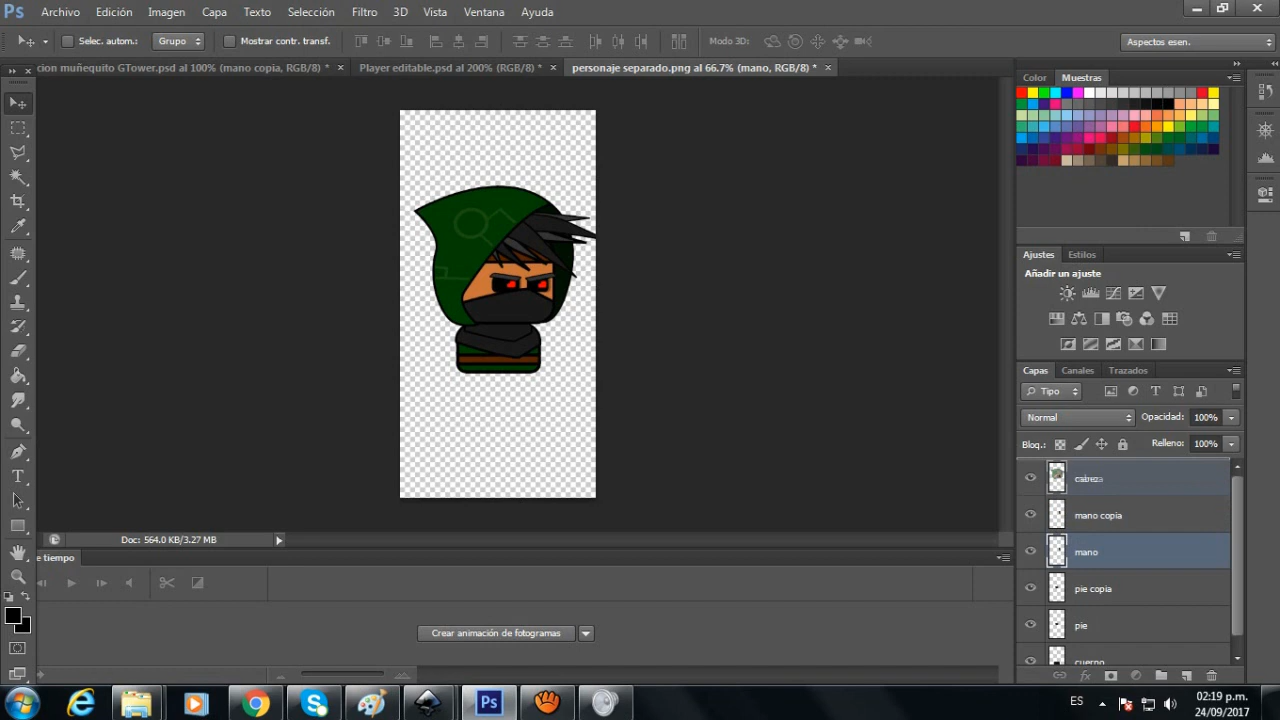 Ps Archivo Edición Imagen Capa Texto Selección Filtro 3D Vista Ventana Ayuda
Selec. autom.: Grupo Mostrar contr. transf. Modo 3D: Aspectos esen.
cion muñequito GTower.psd al 100% (mano copia, RGB/8) * Player editable.psd al 200% (RGB/8) * personaje separado.png al 66.7% (mano, RGB/8) *
Color Muestras
Ajustes Estilos
Añadir un ajuste
Capas Canales Trazados
Tipo
Normal Opacidad: 100%
Bloq.: Relleno: 100%
cabeza
mano copia
mano
pie copia
pie
cuerpo
Doc: 564.0 KB/3.27 MB
e tiempo
Crear animación de fotogramas
Ps
ES
02:19 p.m.
24/09/2017